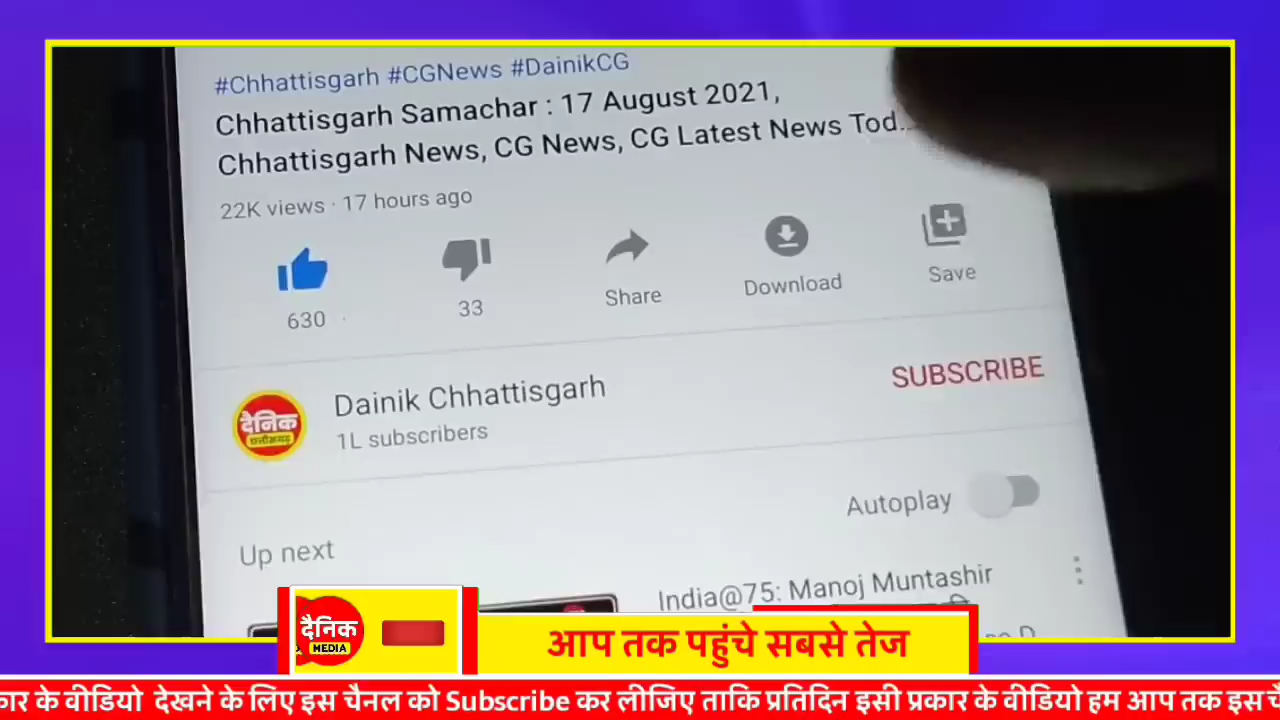 #Chhattisgarh #CGNews #DainikCG
Chhattisgarh Samachar : 17 August 2021,
Chhattisgarh News, CG News, CG Latest News Tod...
22K views · 17 hours ago
630
33
Share
Download
Save
दैनिक
छत्तीसगढ़
Dainik Chhattisgarh
1L subscribers
SUBSCRIBE
Autoplay
Up next
India@75: Manoj Muntashir
दैनिक
MEDIA
आप तक पहुंचे सबसे तेज
कार के वीडियो देखने के लिए इस चैनल को Subscribe कर लीजिए ताकि प्रतिदिन इसी प्रकार के वीडियो हम आप तक इस